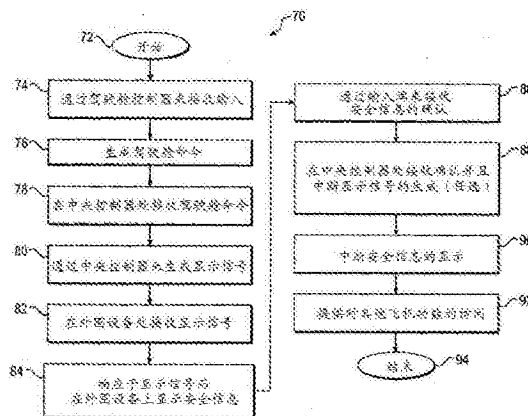 70
72
开始
74
通过驾驶舱控制器来接收输入
76
生成驾驶舱命令
78
在中央控制器处接收驾驶舱命令
80
通过中央控制器来生成显示信号
82
在外围设备处接收显示信号
84
响应于显示信号而
在外围设备上显示安全信息
通过输入端来接收
安全信息的确认
在中央控制器处接收确认并且
中断显示信号的生成（任选）
中断安全信息的显示
提供对其他飞机功能的访问
结束
94